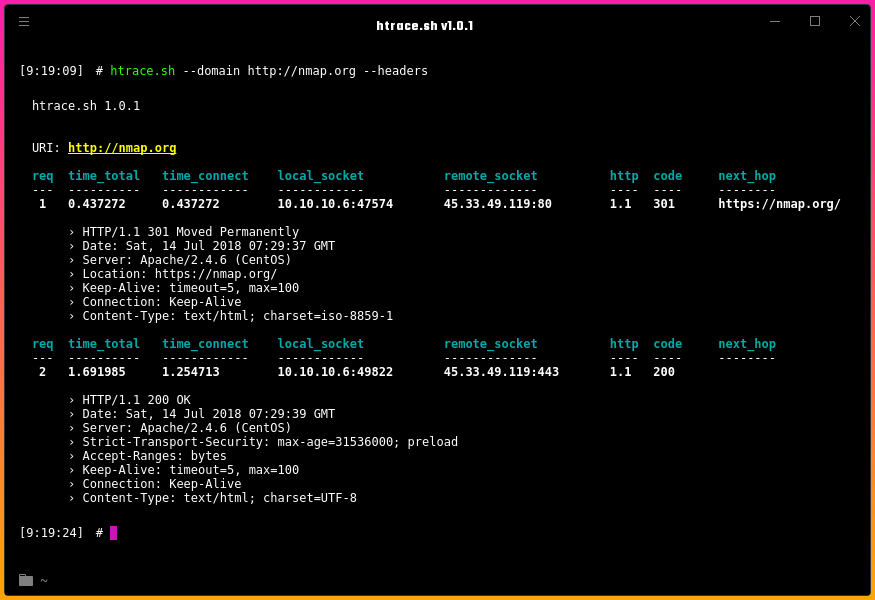 htrace.sh v1.0.1
[9:19:09] # htrace.sh --domain http://nmap.org --headers
htrace.sh 1.0.1
URI: http://nmap.org
req time_total time_connect local_socket remote_socket http code next_hop
--- ---------- ------------ ------------ ------------- ---- ---- --------
1 0.437272 0.437272 10.10.10.6:47574 45.33.49.119:80 1.1 301 https://nmap.org/
› HTTP/1.1 301 Moved Permanently
› Date: Sat, 14 Jul 2018 07:29:37 GMT
› Server: Apache/2.4.6 (CentOS)
› Location: https://nmap.org/
› Keep-Alive: timeout=5, max=100
› Connection: Keep-Alive
› Content-Type: text/html; charset=iso-8859-1
req time_total time_connect local_socket remote_socket http code next_hop
--- ---------- ------------ ------------ ------------- ---- ---- --------
2 1.691985 1.254713 10.10.10.6:49822 45.33.49.119:443 1.1 200
› HTTP/1.1 200 OK
› Date: Sat, 14 Jul 2018 07:29:39 GMT
› Server: Apache/2.4.6 (CentOS)
› Strict-Transport-Security: max-age=31536000; preload
› Accept-Ranges: bytes
› Keep-Alive: timeout=5, max=100
› Connection: Keep-Alive
› Content-Type: text/html; charset=UTF-8
[9:19:24] #
~